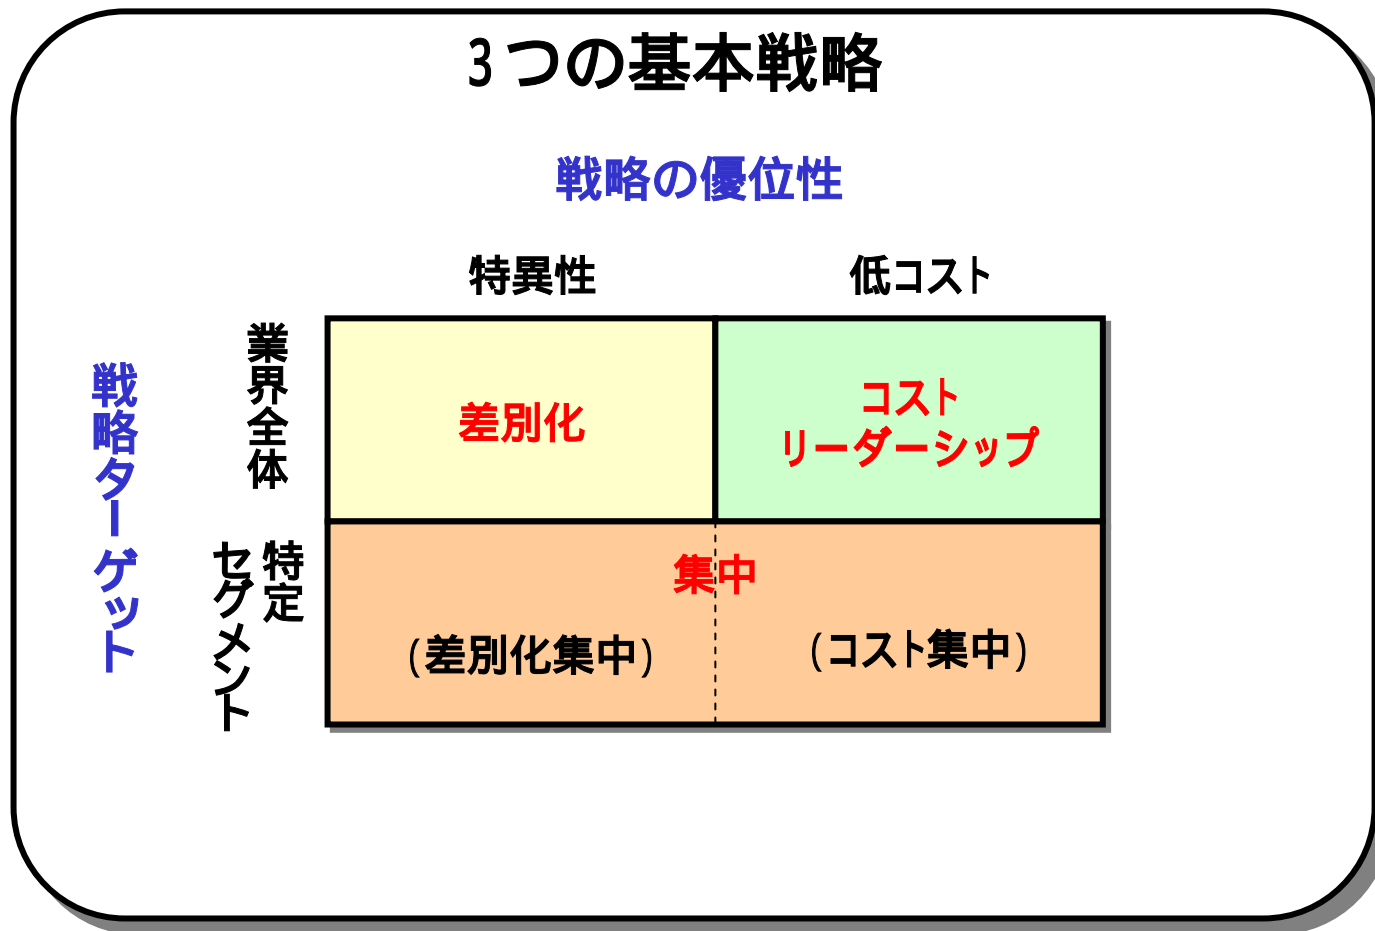 3つの基本戦略
戦略の優位性
特異性
低コスト
戦略ターゲット
業界全体
差別化
コスト
リーダーシップ
特定
セグメント
集中
(差別化集中)
(コスト集中)